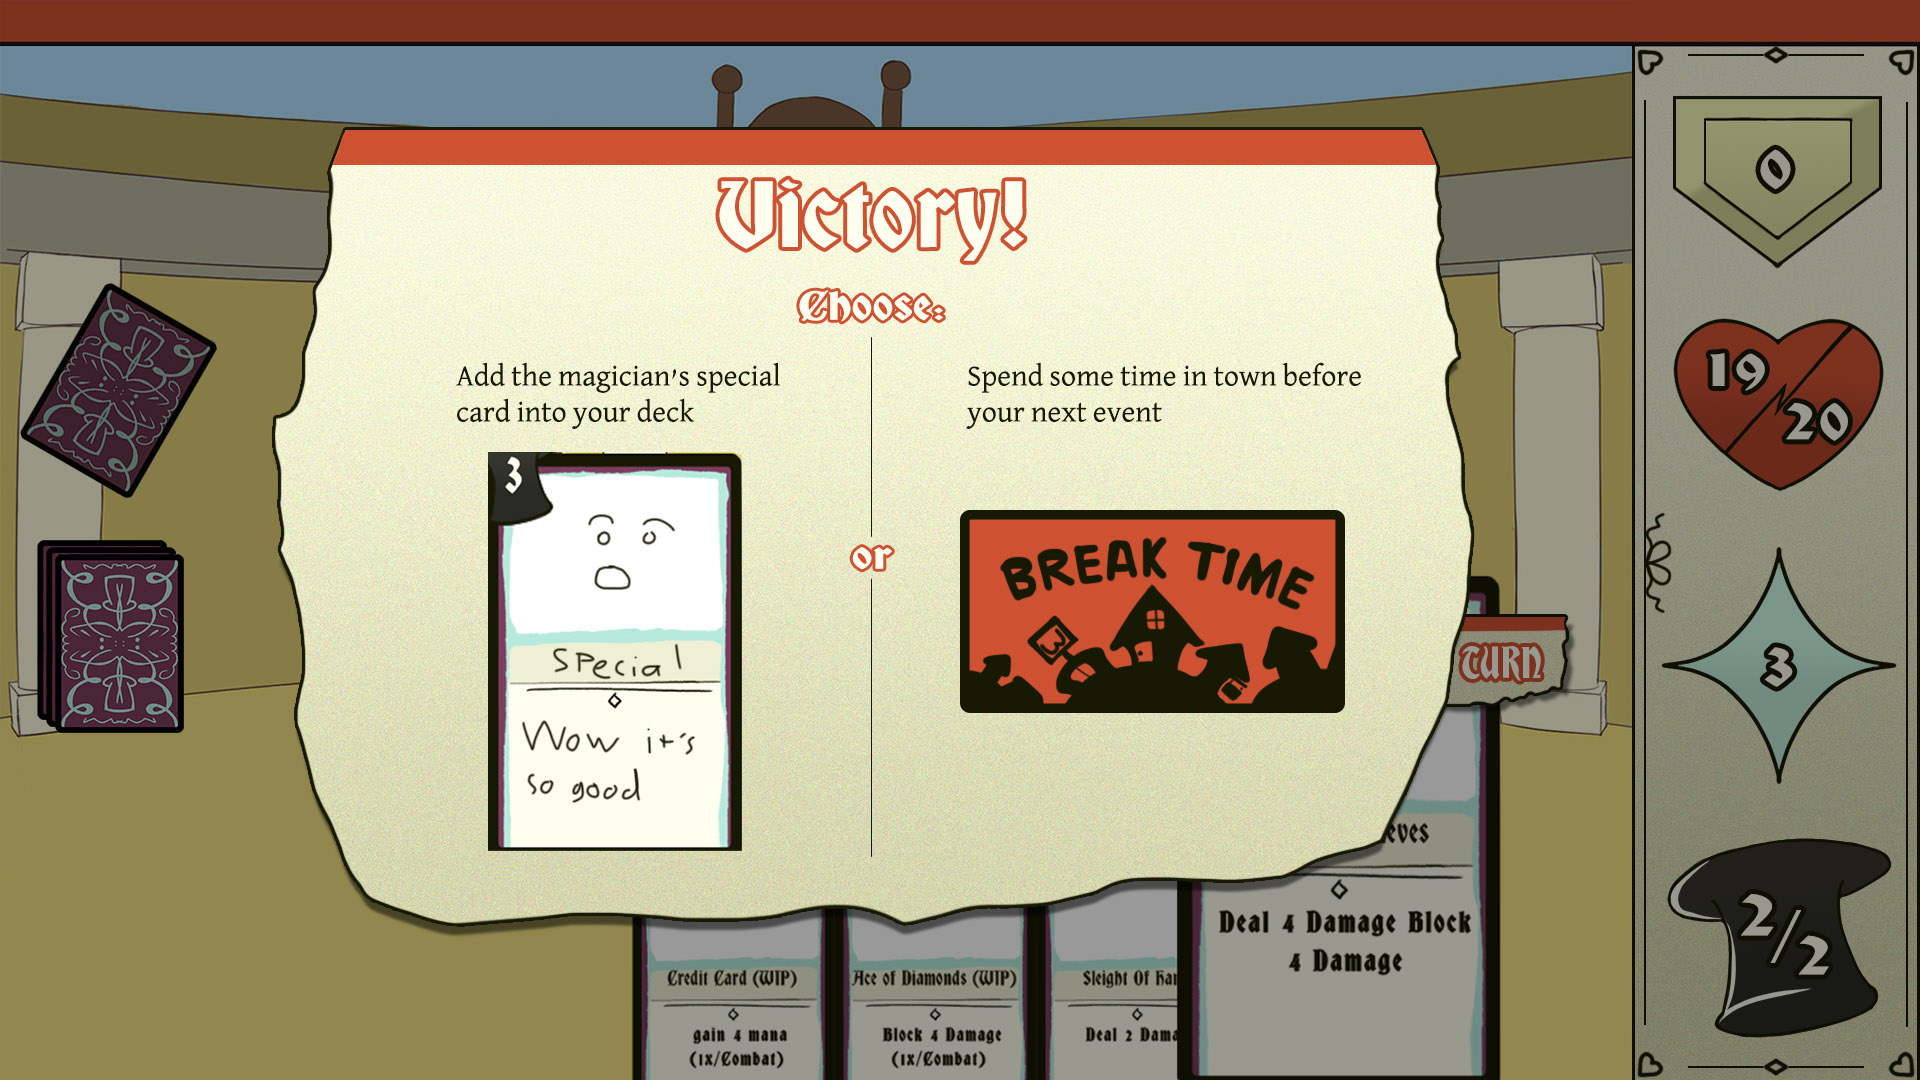 Victory!
Choose:
Add the magician's special
card into your deck
3
Special
Wow it's
so good
or
Spend some time in town before
your next event
BREAK TIME
3
TURN
0
19
20
3
2/2
Credit Card (WIP)
gain 4 mana
(1x/Combat)
Ace of Diamonds (WIP)
Block 4 Damage
(1x/Combat)
Sleight Of
Deal 2
Deal 4 Damage Block
4 Damage